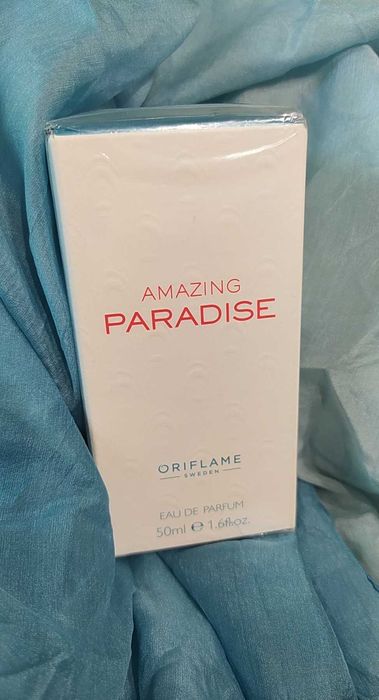 AMAZING
PARADISE
ORIFLAME
SWEDEN
EAU DE PARFUM
50ml ℮ 1.6fl.oz.